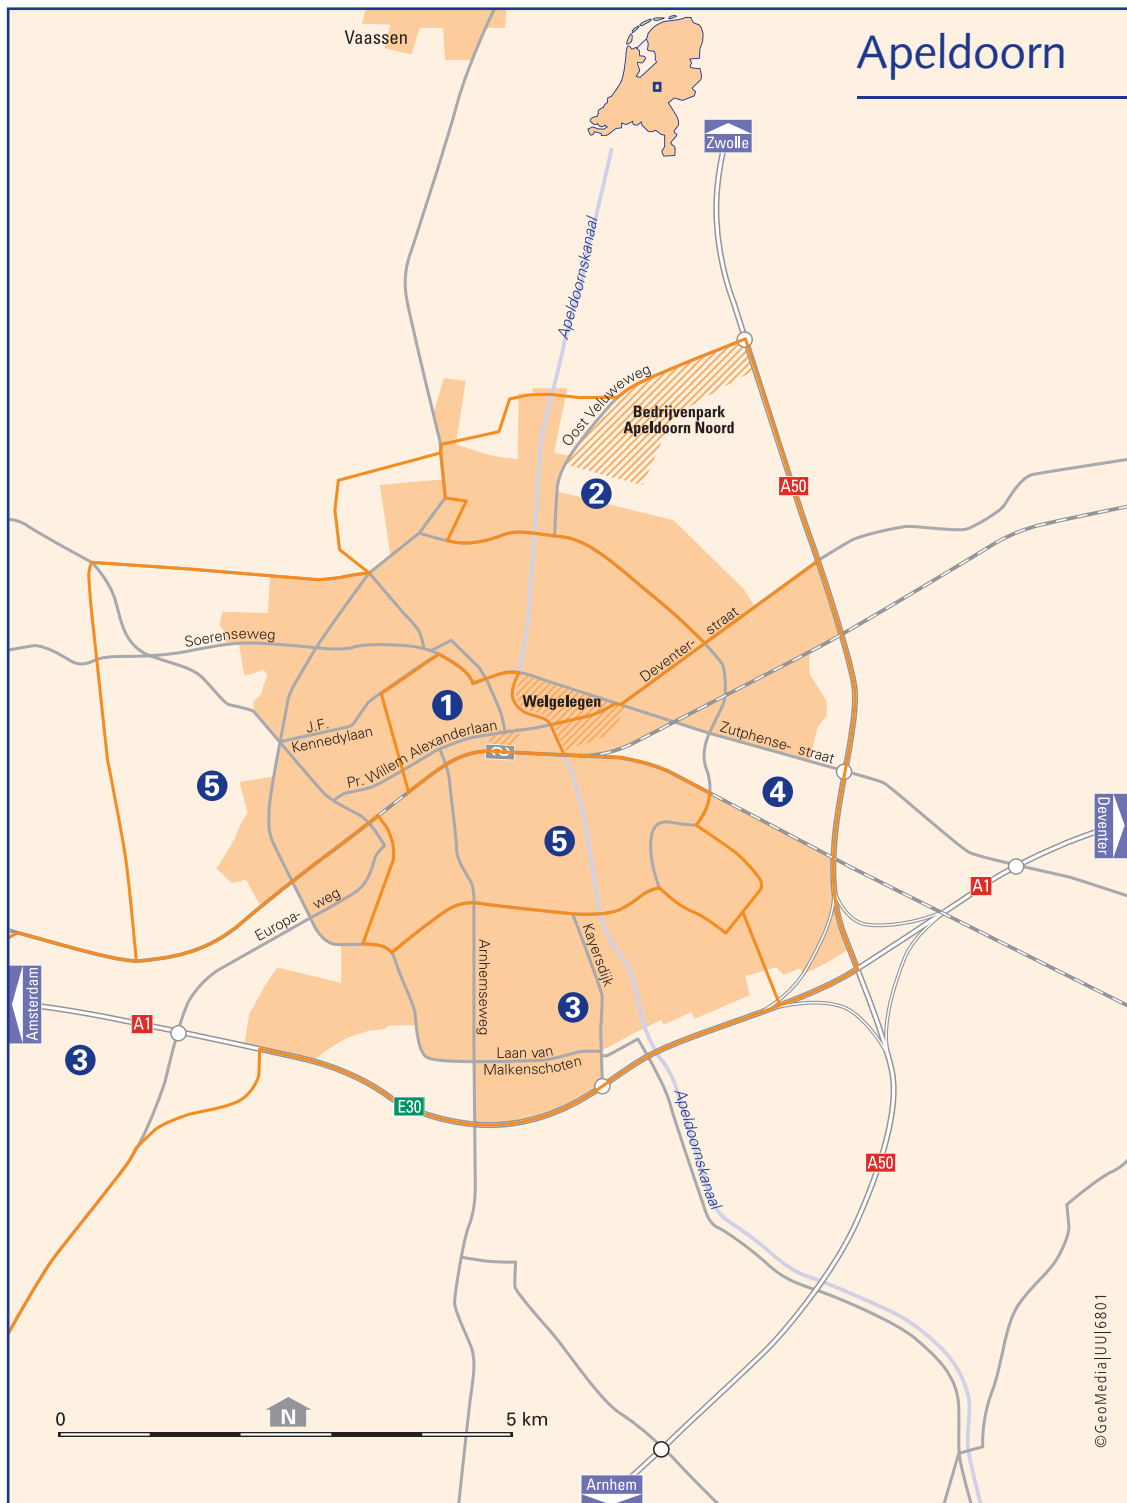 Apeldoorn
Vaassen
Zwolle
Apeldoornskanaal
Oost Veluweweg
Bedrijvenpark
Apeldoorn Noord
A50
2
Soerenseweg
Deventer- straat
1
Welgelegen
J.F.
Kennedylaan
Pr. Willem Alexanderlaan
Zutphense- straat
5
4
5
Deventer
A1
Europa- weg
Kayersdijk
Arnhemseweg
Amsterdam
A1
3
3
Laan van
Malkenschoten
E30
Apeldoornskanaal
A50
N
0
5 km
Arnhem
©GeoMedia|UU|6801